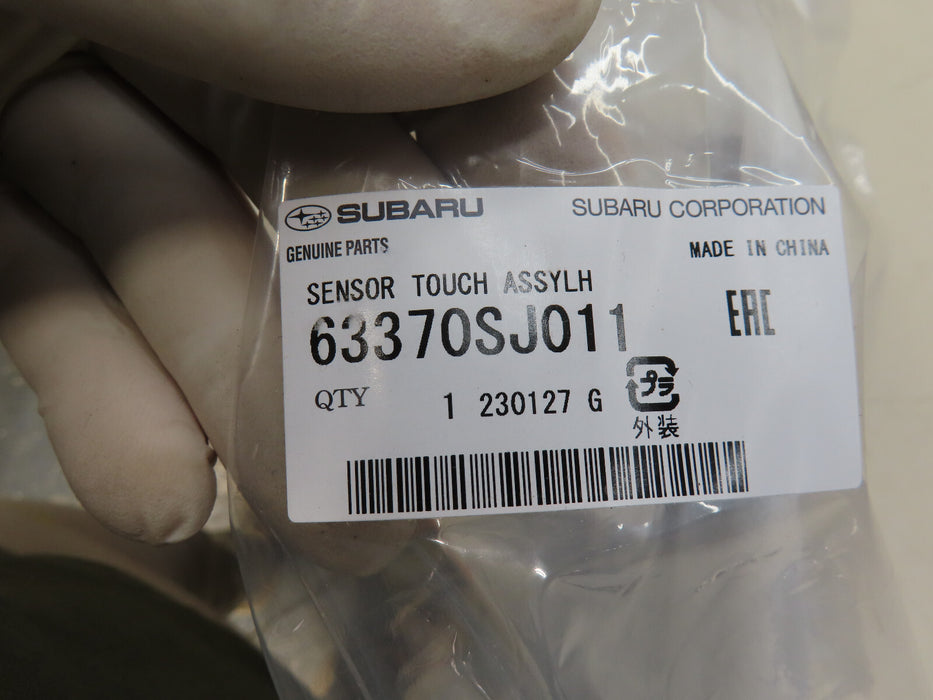 SUBARU SUBARU CORPORATION
GENUINE PARTS MADE IN CHINA
SENSOR TOUCH ASSYLH
63370SJ011 EAC
QTY 1 230127 G プラ
外装